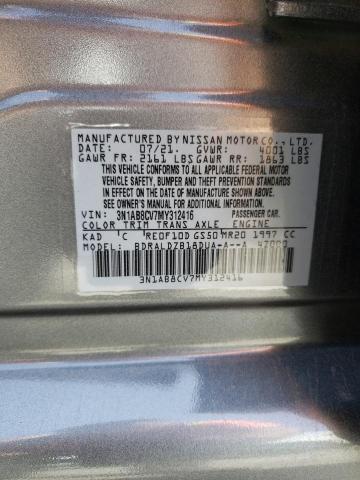 MANUFACTURED BY NISSAN MOTOR CO., LTD.
DATE: 07/21 GVWR: 4001 LBS
GAWR FR: 2161 LBS GAWR RR: 1863 LBS
THIS VEHICLE CONFORMS TO ALL APPLICABLE FEDERAL MOTOR
VEHICLE SAFETY, BUMPER AND THEFT PREVENTION STANDARDS
IN EFFECT ON THE DATE OF MANUFACTURE SHOWN ABOVE.
SEE OWNER'S MANUAL FOR ADDITIONAL INFORMATION.
VIN: 3N1AB8CV7MY312416 PASSENGER CAR.
COLOR TRIM TRANS AXLE ENGINE
KAD C RE0F10D GS50 MR20 1997 CC
MODEL: BDRALDZB18DUA-A--A
3N1AB8CV7MY312416